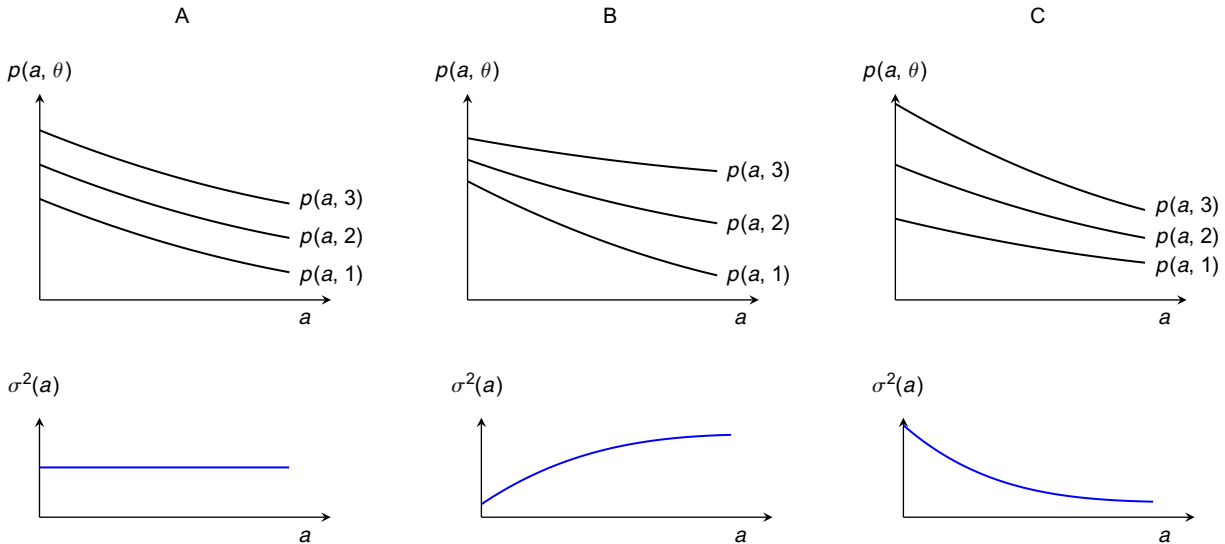 A
B
C
p(a, θ)
p(a, θ)
p(a, θ)
p(a, 3)
p(a, 2)
p(a, 1)
a
p(a, 3)
p(a, 2)
p(a, 1)
a
p(a, 3)
p(a, 2)
p(a, 1)
a
σ²(a)
σ²(a)
σ²(a)
a
a
a